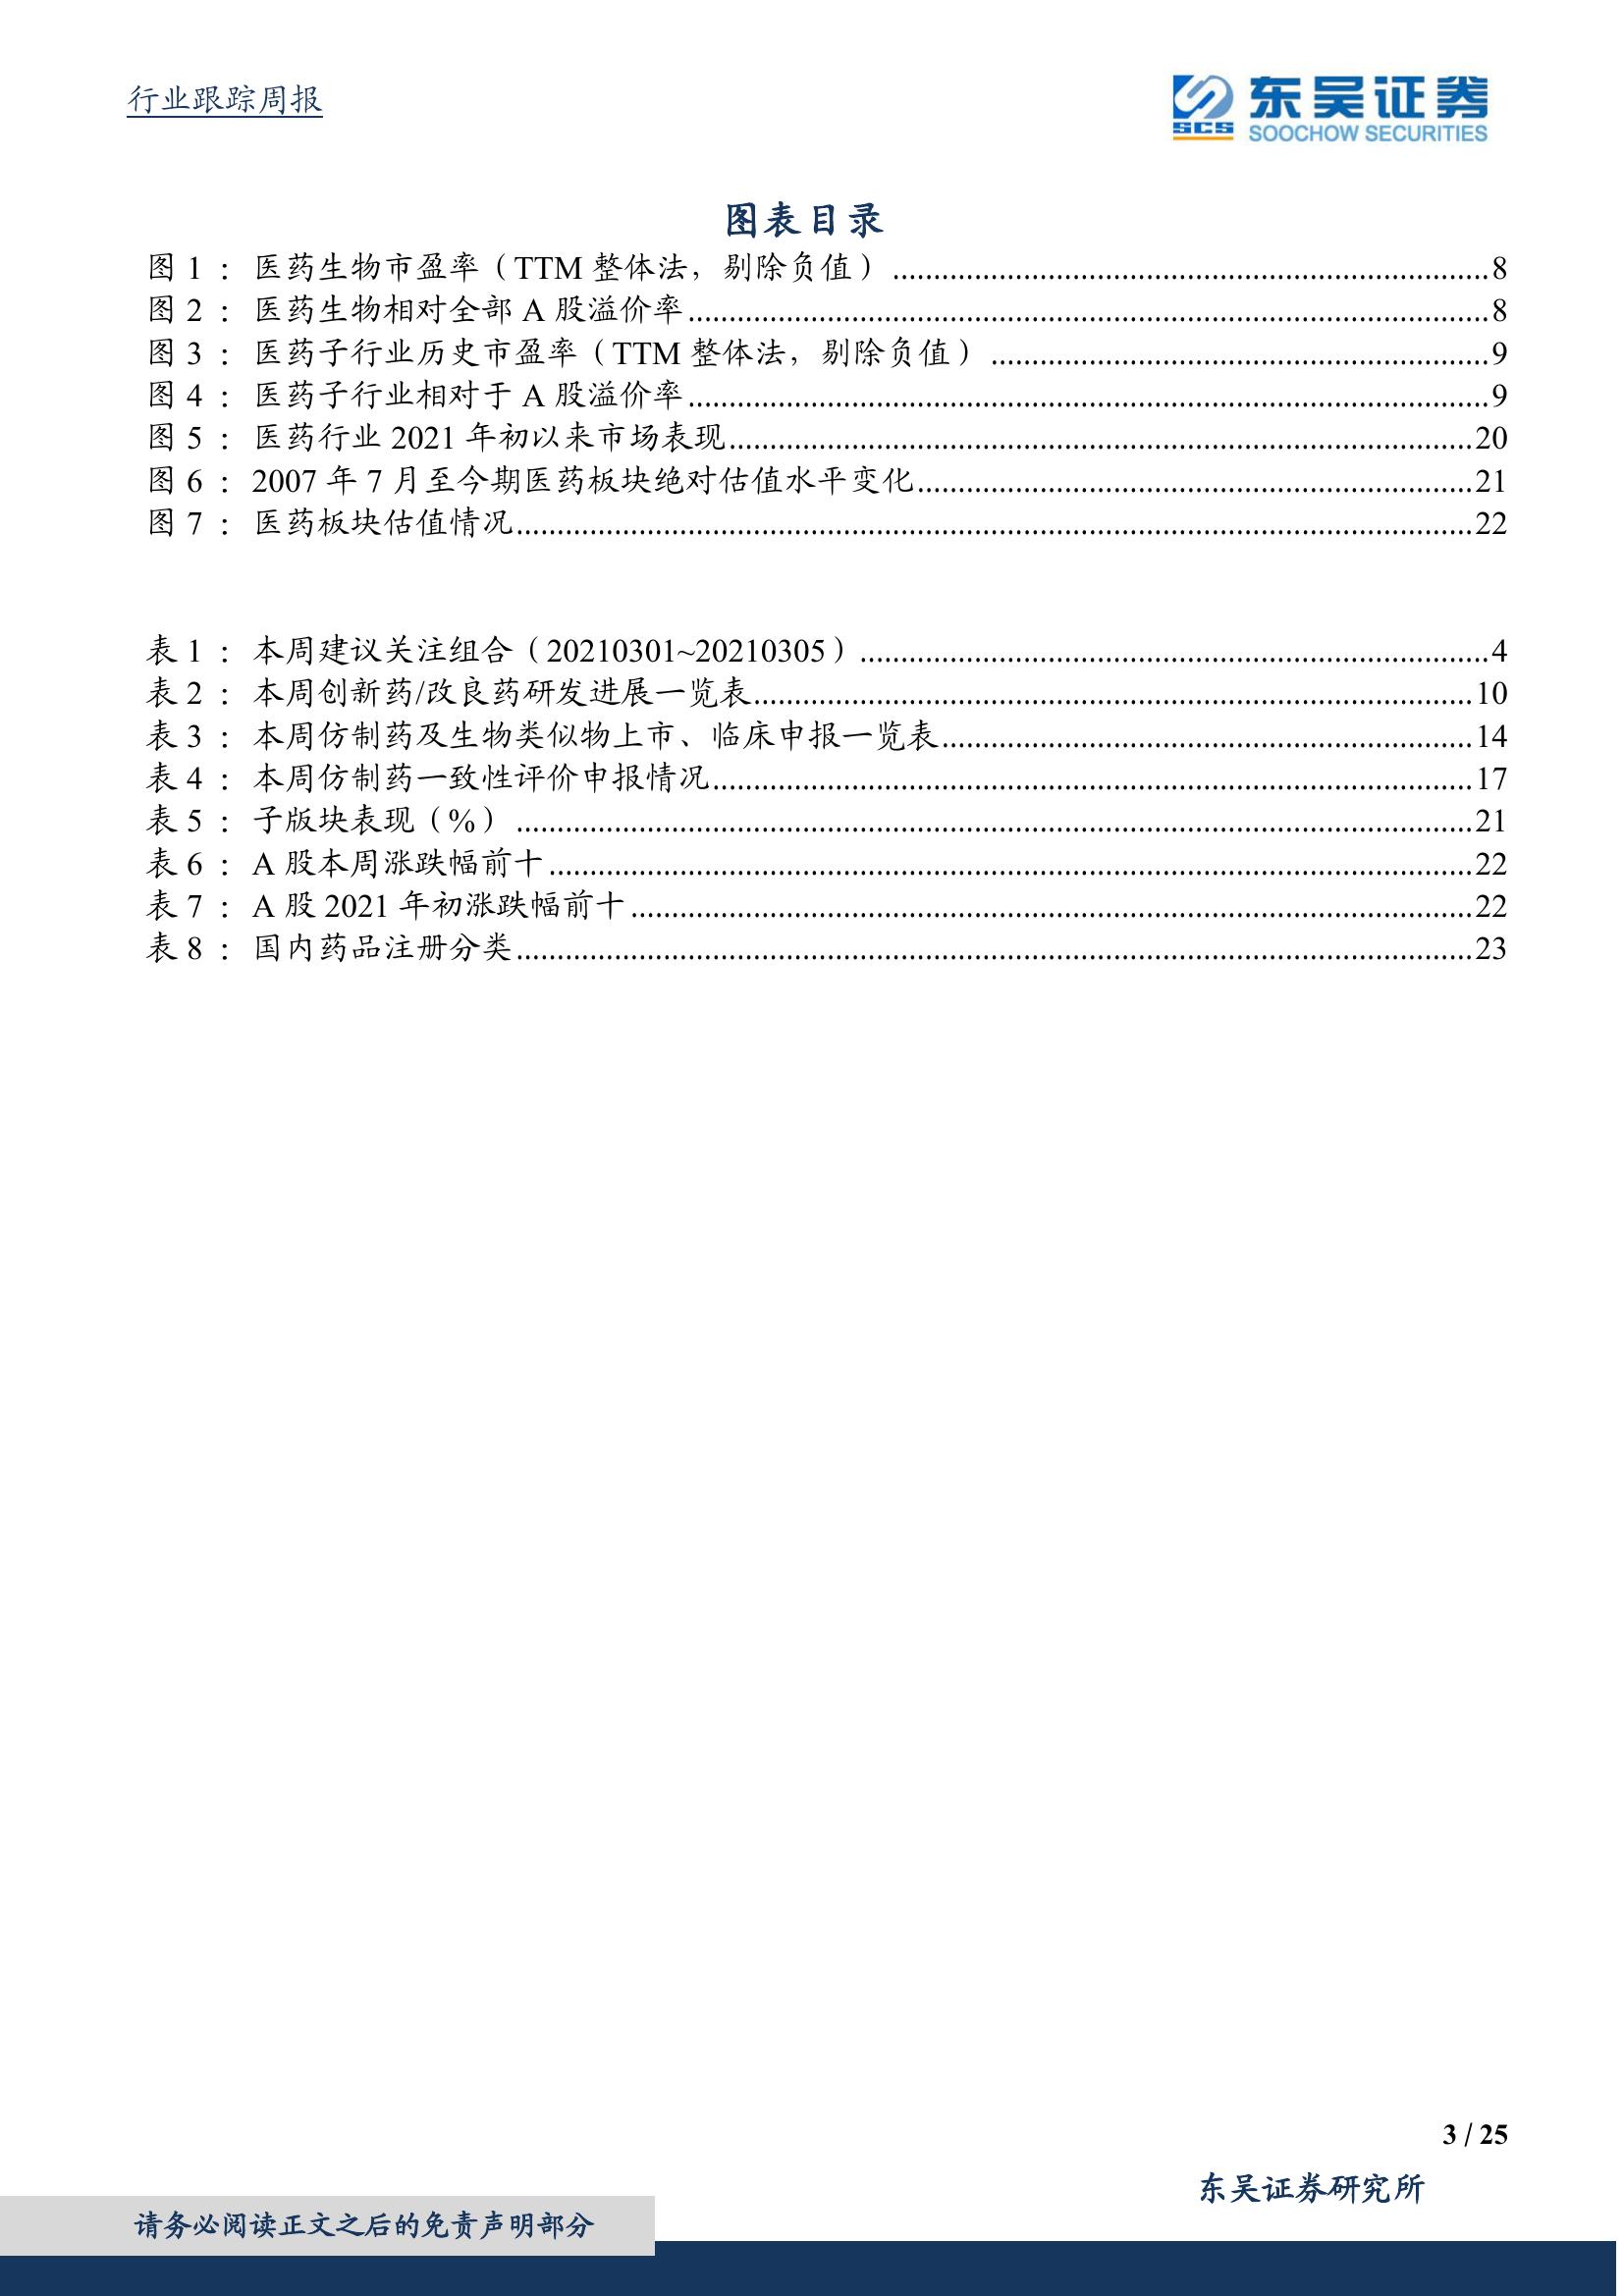 行业跟踪周报
东吴证券
SCS
SOOCHOW SECURITIES
图表目录
图 1 ： 医药生物市盈率（TTM 整体法，剔除负值）........................................8
图 2 ： 医药生物相对全部 A 股溢价率........................................8
图 3 ： 医药子行业历史市盈率（TTM 整体法，剔除负值）........................................9
图 4 ： 医药子行业相对于 A 股溢价率........................................9
图 5 ： 医药行业 2021 年初以来市场表现........................................20
图 6 ： 2007 年 7 月至今期医药板块绝对估值水平变化........................................21
图 7 ： 医药板块估值情况........................................22
表 1 ： 本周建议关注组合（20210301~20210305）........................................4
表 2 ： 本周创新药/改良药研发进展一览表........................................10
表 3 ： 本周仿制药及生物类似物上市、临床申报一览表........................................14
表 4 ： 本周仿制药一致性评价申报情况........................................17
表 5 ： 子版块表现（%）........................................21
表 6 ： A 股本周涨跌幅前十........................................22
表 7 ： A 股 2021 年初涨跌幅前十........................................22
表 8 ： 国内药品注册分类........................................23
3 / 25
东吴证券研究所
请务必阅读正文之后的免责声明部分